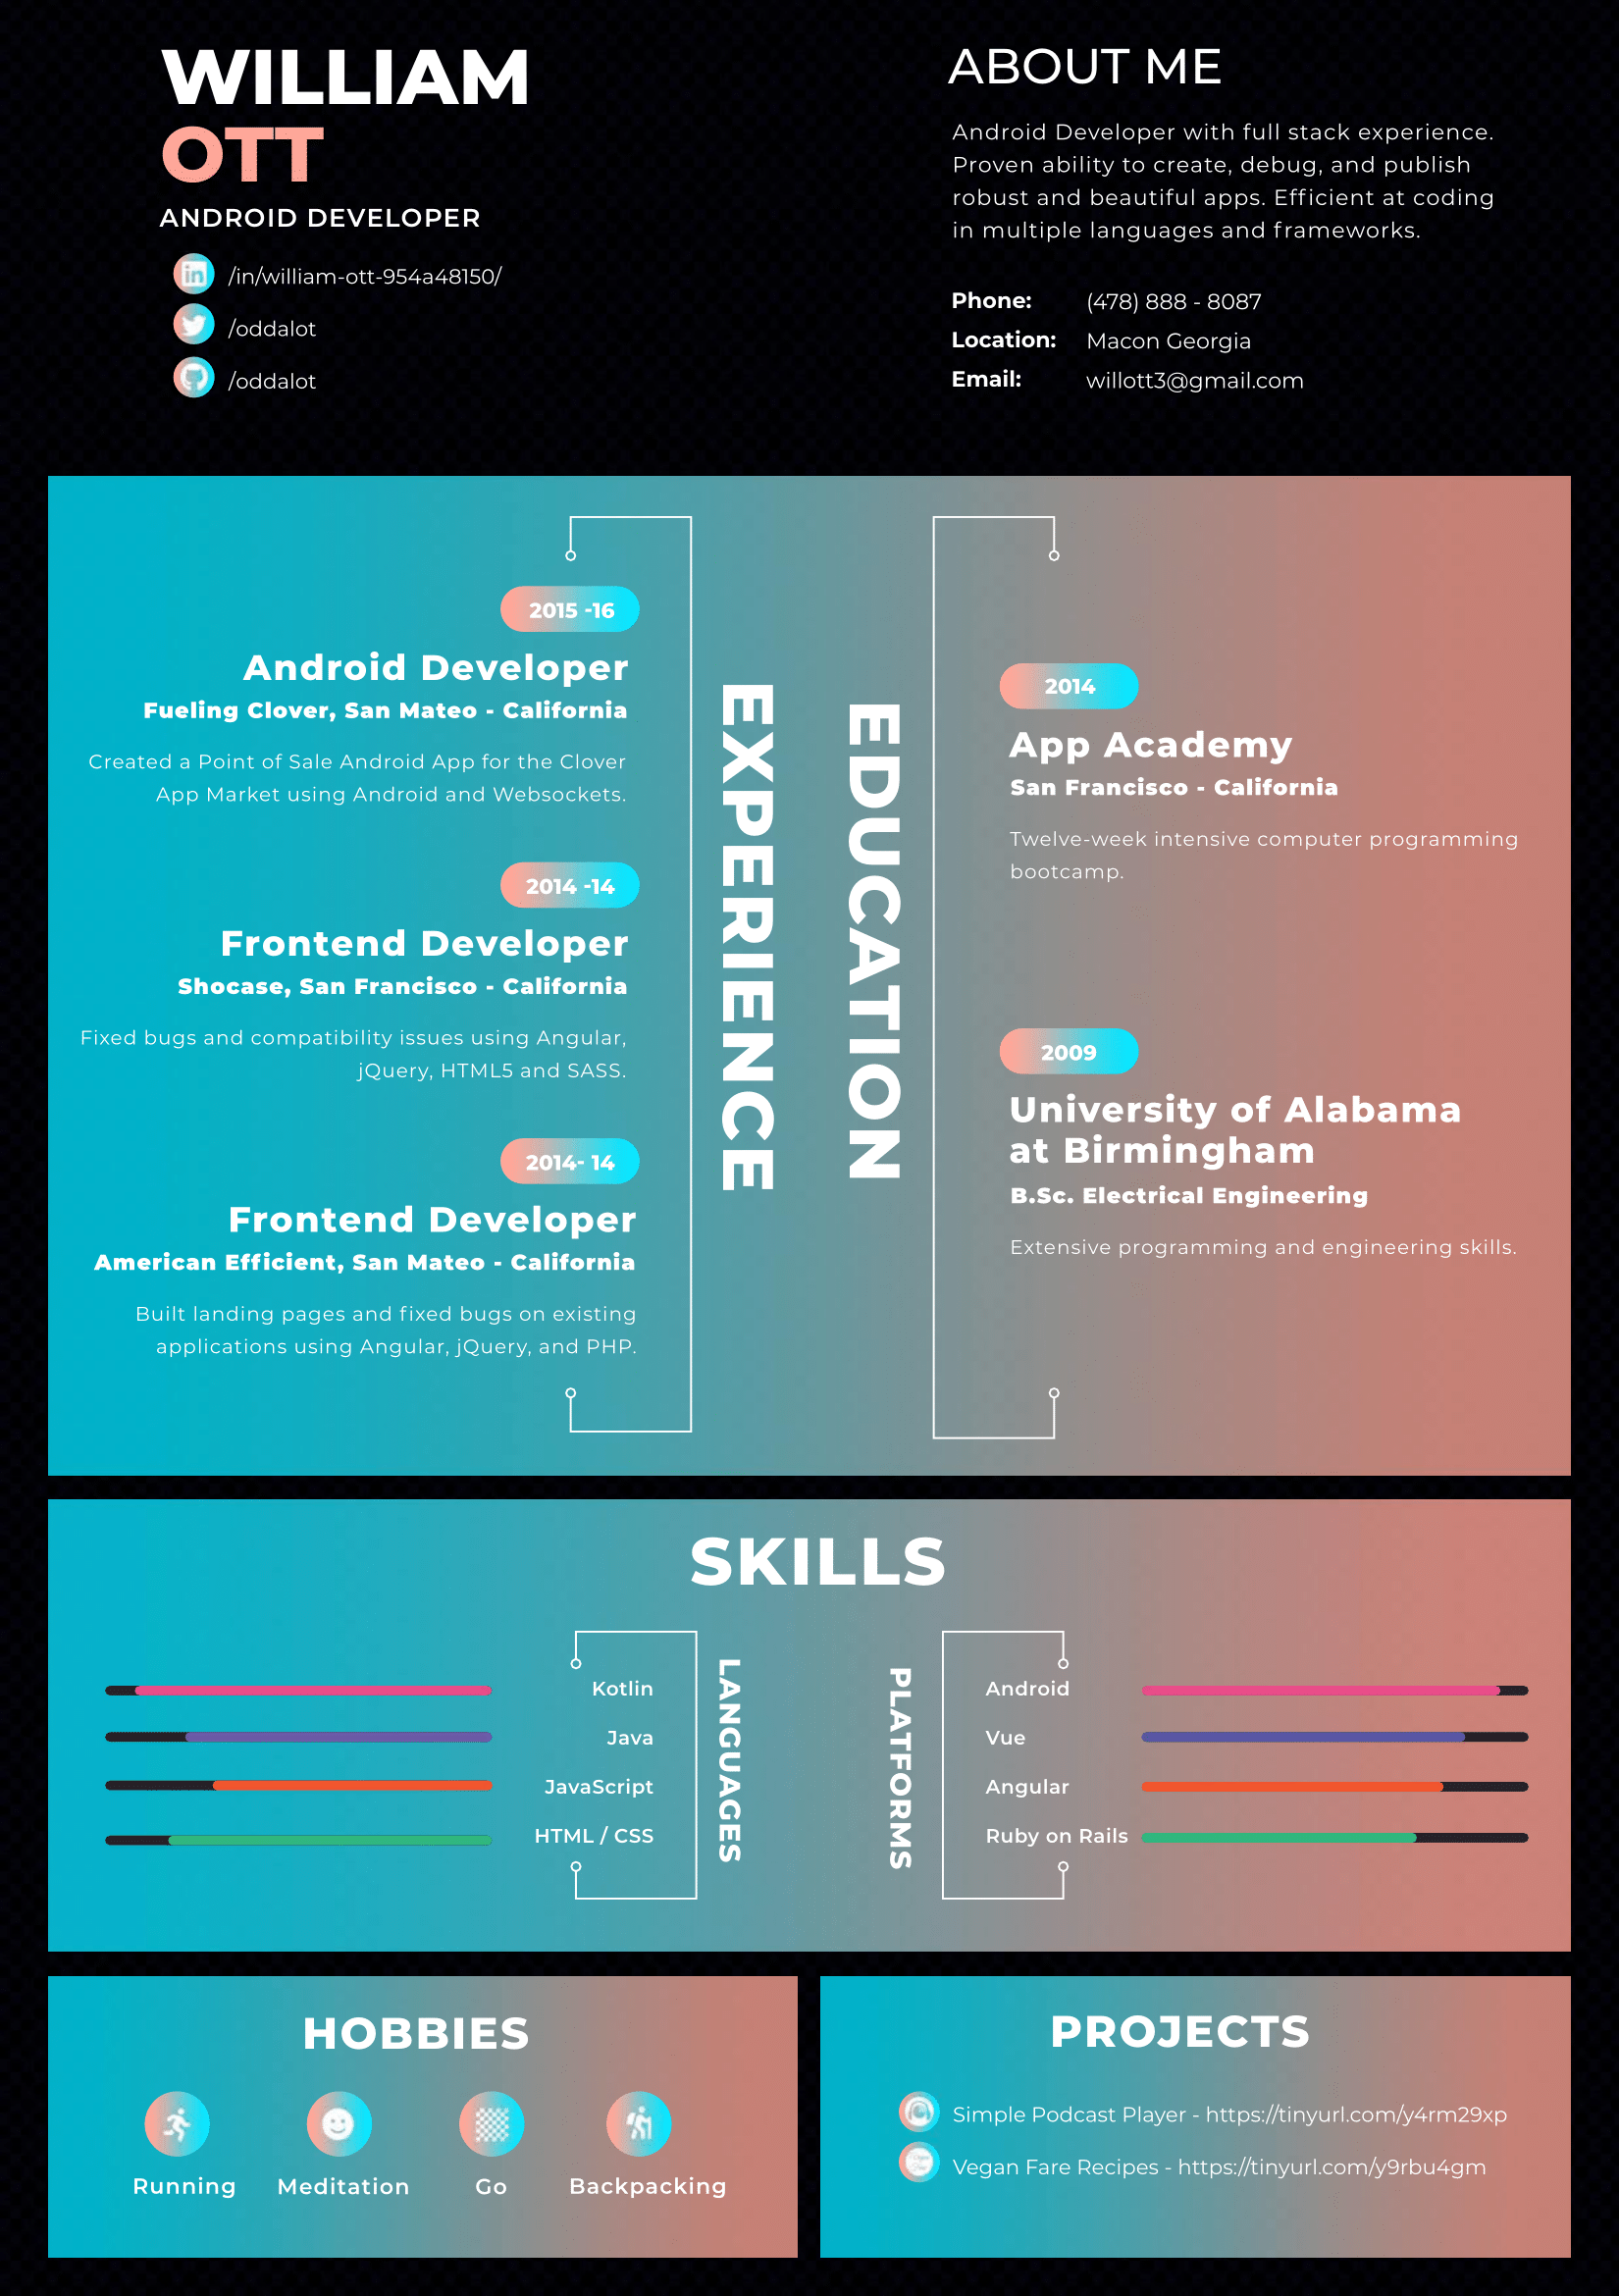 WILLIAM
OTT
ANDROID DEVELOPER
/in/william-ott-954a48150/
/oddalot
/oddalot
ABOUT ME
Android Developer with full stack experience.
Proven ability to create, debug, and publish
robust and beautiful apps. Efficient at coding
in multiple languages and frameworks.
Phone: (478) 888 - 8087
Location: Macon Georgia
Email: willott3@gmail.com
EXPERIENCE
2015 -16
Android Developer
Fueling Clover, San Mateo - California
Created a Point of Sale Android App for the Clover
App Market using Android and Websockets.
2014 -14
Frontend Developer
Shocase, San Francisco - California
Fixed bugs and compatibility issues using Angular,
jQuery, HTML5 and SASS.
2014- 14
Frontend Developer
American Efficient, San Mateo - California
Built landing pages and fixed bugs on existing
applications using Angular, jQuery, and PHP.
EDUCATION
2014
App Academy
San Francisco - California
Twelve-week intensive computer programming
bootcamp.
2009
University of Alabama
at Birmingham
B.Sc. Electrical Engineering
Extensive programming and engineering skills.
SKILLS
LANGUAGES
Kotlin
Java
JavaScript
HTML / CSS
PLATFORMS
Android
Vue
Angular
Ruby on Rails
HOBBIES
Running
Meditation
Go
Backpacking
PROJECTS
Simple Podcast Player - https://tinyurl.com/y4rm29xp
Vegan Fare Recipes - https://tinyurl.com/y9rbu4gm